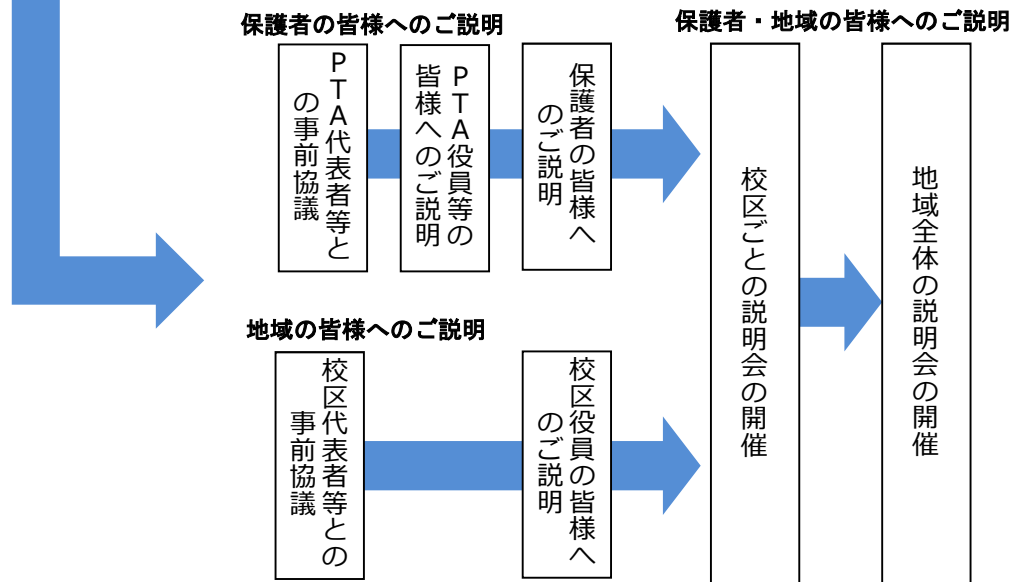 保護者の皆様へのご説明
保護者・地域の皆様へのご説明
PTA代表者等と
の事前協議
PTA役員等の
皆様へのご説明
保護者の皆様へ
のご説明
校区ごとの説明会の開催
地域全体の説明会の開催
地域の皆様へのご説明
校区代表者等との
事前協議
校区役員の皆様へ
のご説明